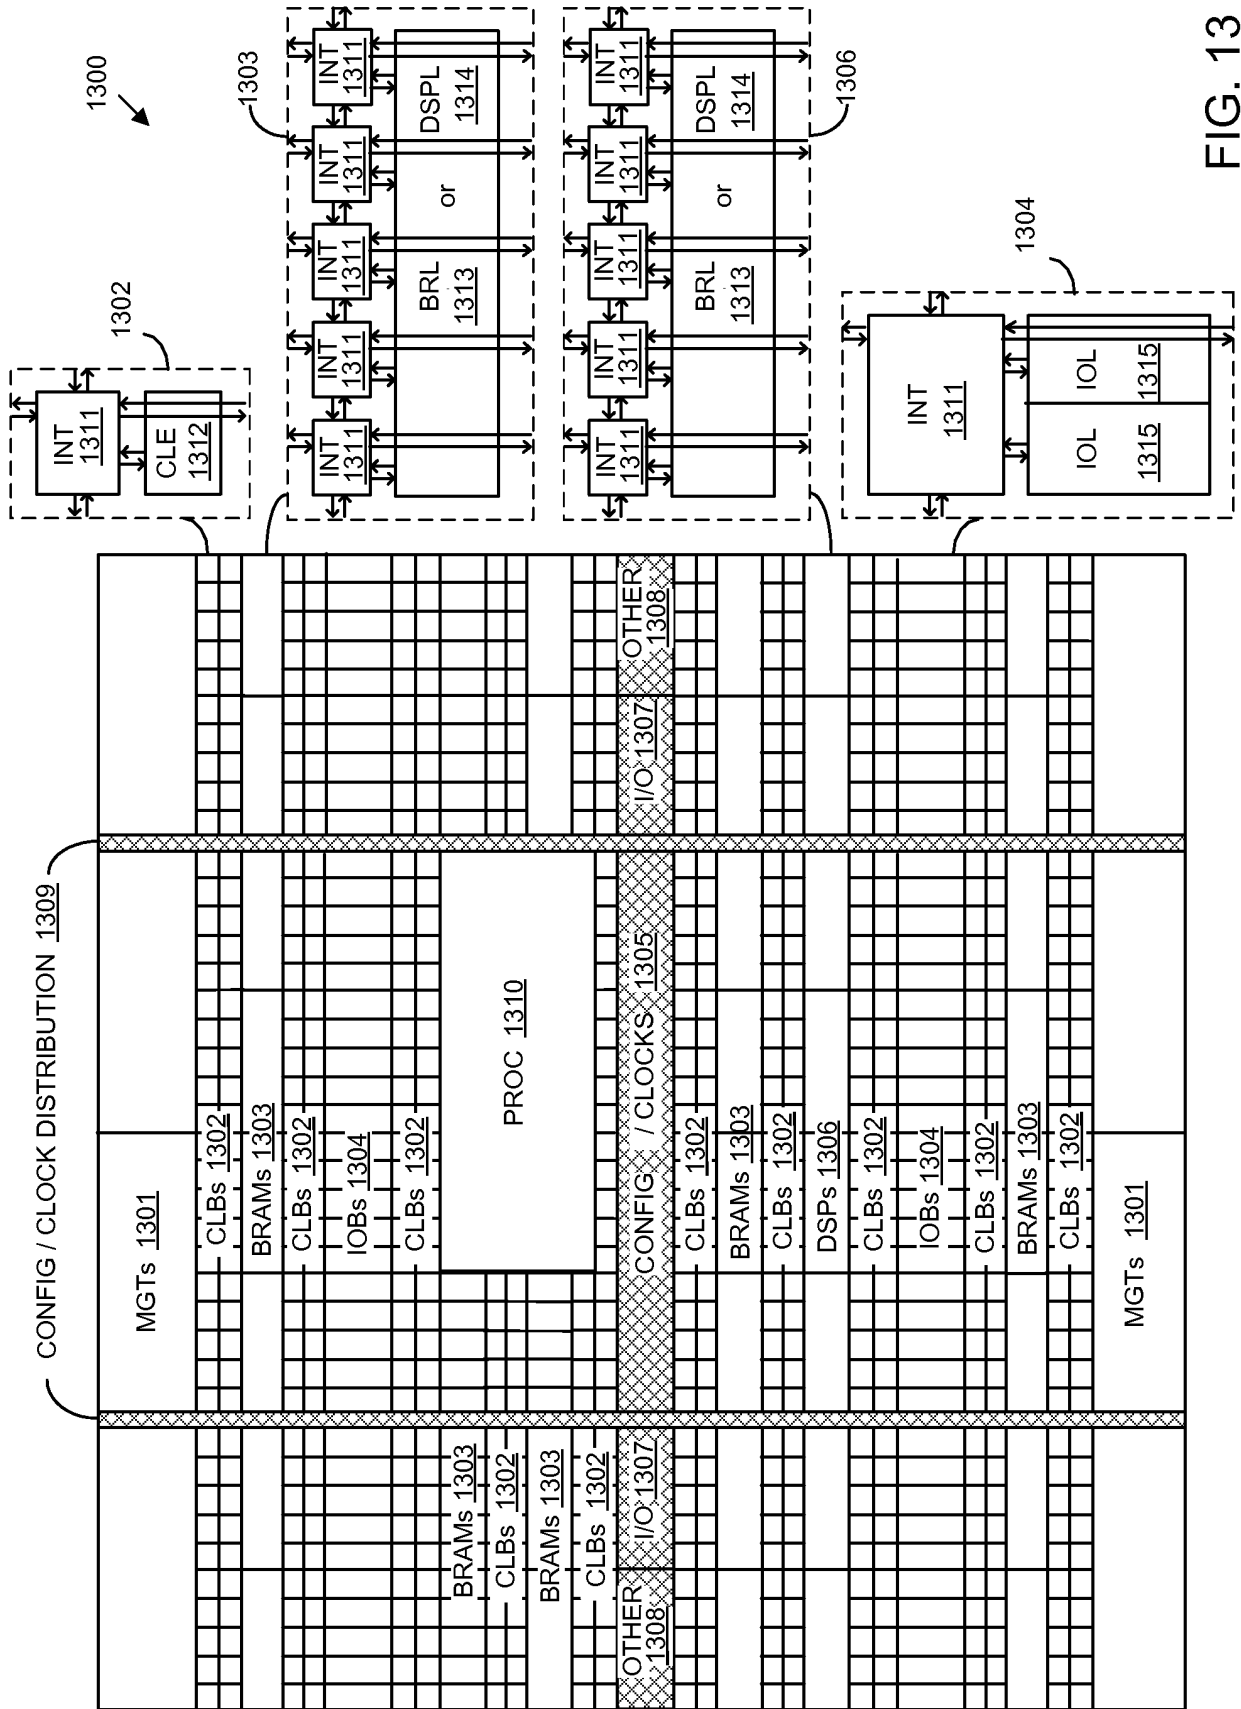 1300
CONFIG / CLOCK DISTRIBUTION 1309
MGTs 1301
CLBs 1302
BRAMs 1303
CLBs 1302
IOBs 1304
CLBs 1302
PROC 1310
BRAMs 1303
CLBs 1302
BRAMs 1303
CLBs 1302
OTHER
1308
I/O 1307
CONFIG / CLOCKS 1305
I/O 1307
OTHER
1308
CLBs 1302
BRAMs 1303
CLBs 1302
DSPs 1306
CLBs 1302
IOBs 1304
CLBs 1302
BRAMs 1303
CLBs 1302
MGTs 1301
1302
INT
1311
CLE
1312
1303
INT
1311
INT
1311
INT
1311
INT
1311
INT
1311
BRL or DSPL
1313 1314
INT
1311
INT
1311
INT
1311
INT
1311
INT
1311
BRL or DSPL
1313 1314
1306
1304
INT
1311
IOL
1315
IOL
1315
FIG. 13